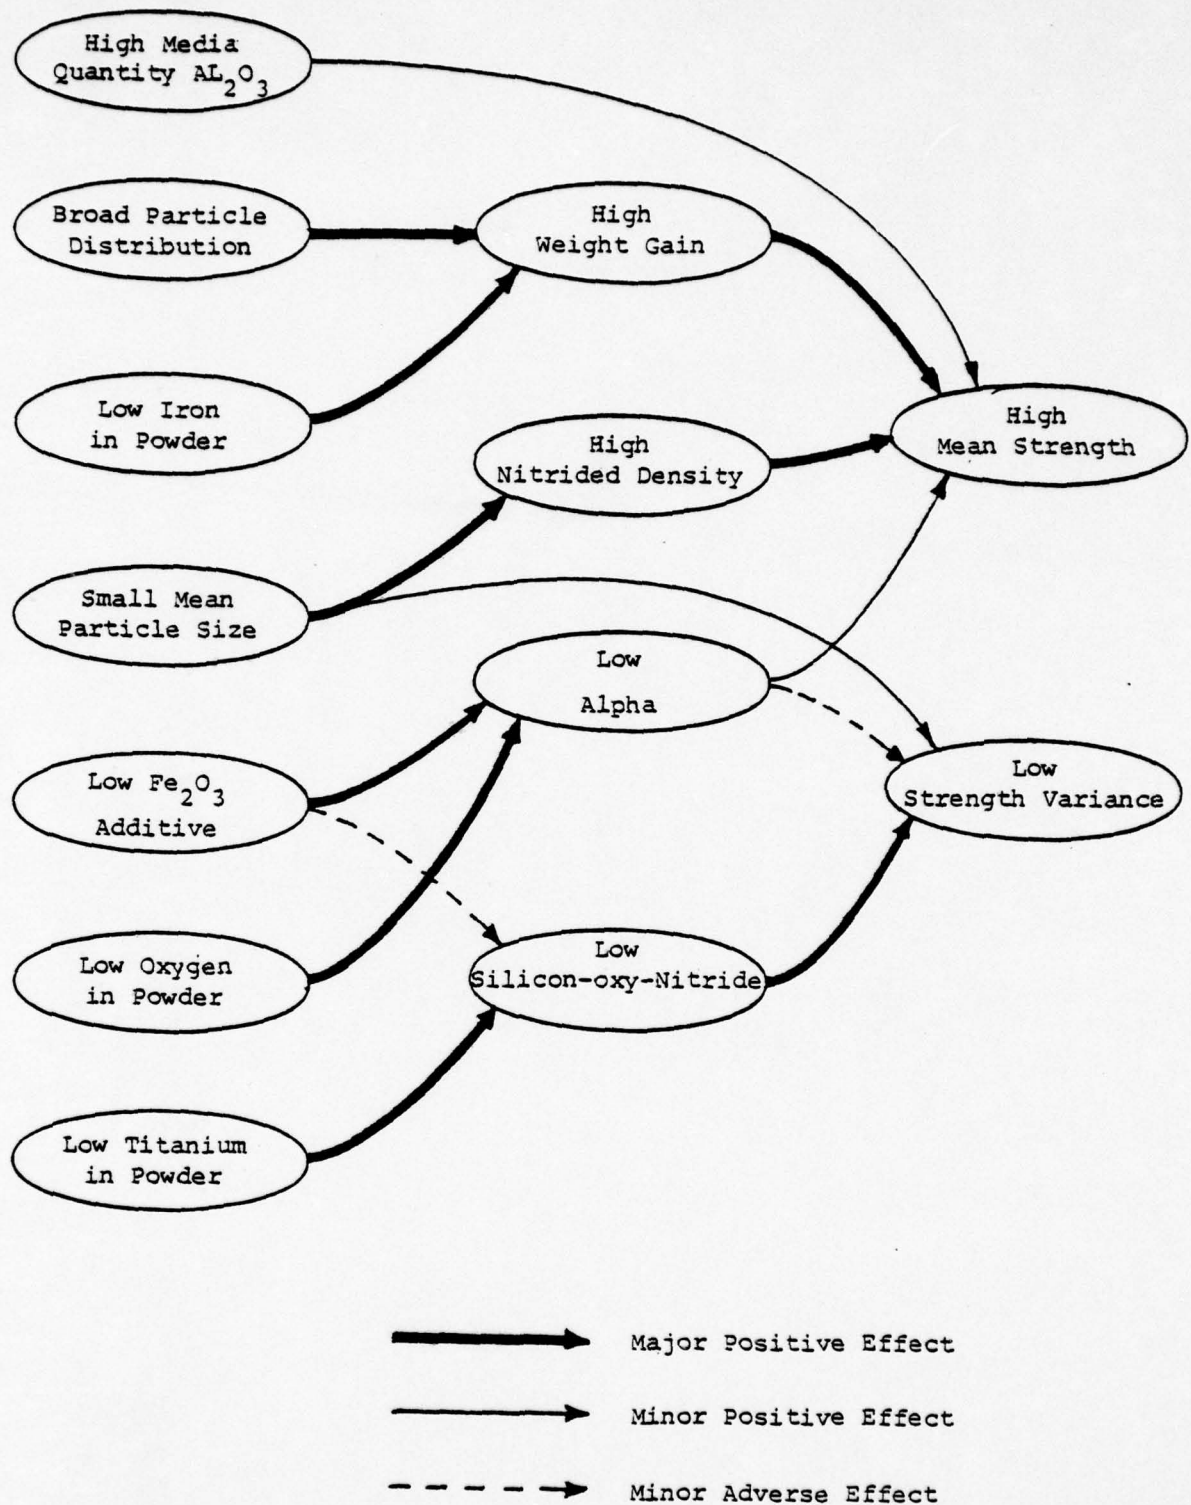 High Media
Quantity AL₂O₃
Broad Particle
Distribution
High
Weight Gain
Low Iron
in Powder
High
Mean Strength
High
Nitrided Density
Small Mean
Particle Size
Low
Alpha
Low Fe₂O₃
Additive
Low
Strength Variance
Low Oxygen
in Powder
Low
Silicon-oxy-Nitride
Low Titanium
in Powder
Major Positive Effect
Minor Positive Effect
Minor Adverse Effect